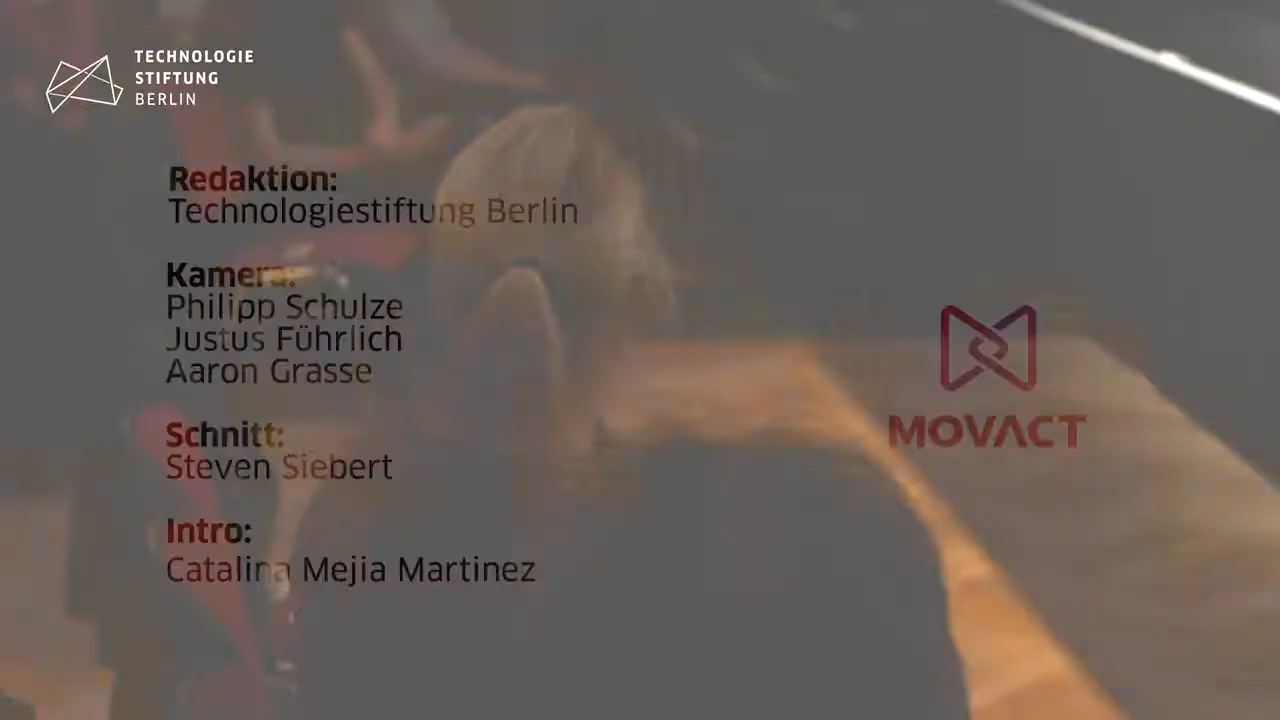 TECHNOLOGIE
STIFTUNG
BERLIN
Redaktion:
Technologiestiftung Berlin
Kamera:
Philipp Schulze
Justus Führlich
Aaron Grasse
Schnitt:
Steven Siebert
Intro:
Catalina Mejia Martinez
MOVACT